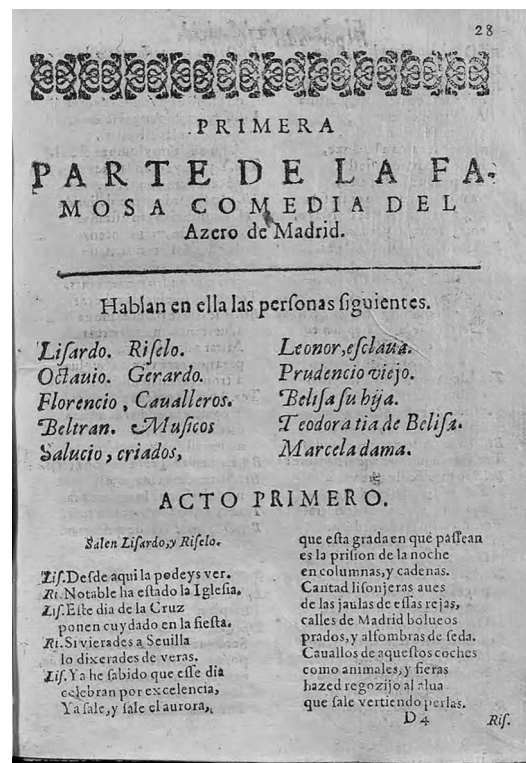 28
PRIMERA
PARTE DE LA FA-
MOSA COMEDIA DEL
Azero de Madrid.
Hablan en ella las perſonas ſiguientes.
Liſardo. Riſelo.
Octauio. Gerardo.
Florencio, Caualleros.
Beltran. Muſicos
Salucio, criados,
Leonor, eſclaua.
Prudencio viejo.
Beliſa ſu hija.
Teodora tia de Beliſa.
Marcela dama.
ACTO PRIMERO.
Salen Liſardo, y Riſelo.
Liſ. Deſde aqui la podeys ver.
Ri. Notable ha eſtado la Igleſia.
Liſ. Eſte dia de la Cruz
ponen cuydado en la fieſta.
Ri. Si vierades a Seuilla
lo dixerades de veras.
Liſ. Ya he ſabido que eſſe dia
celebran por excelencia,
Ya ſale, y ſale el aurora,
que eſta grada en que paſſean
es la priſion de la noche
en columnas, y cadenas.
Cantad liſonjeras aues
de las jaulas de eſſas rejas,
calles de Madrid bolueos
prados, y alfombras de ſeda.
Cauallos de aqueſtos coches
como animales, y fieras
hazed regozijo al alua
que ſale vertiendo perlas.
D 4
Riſ.